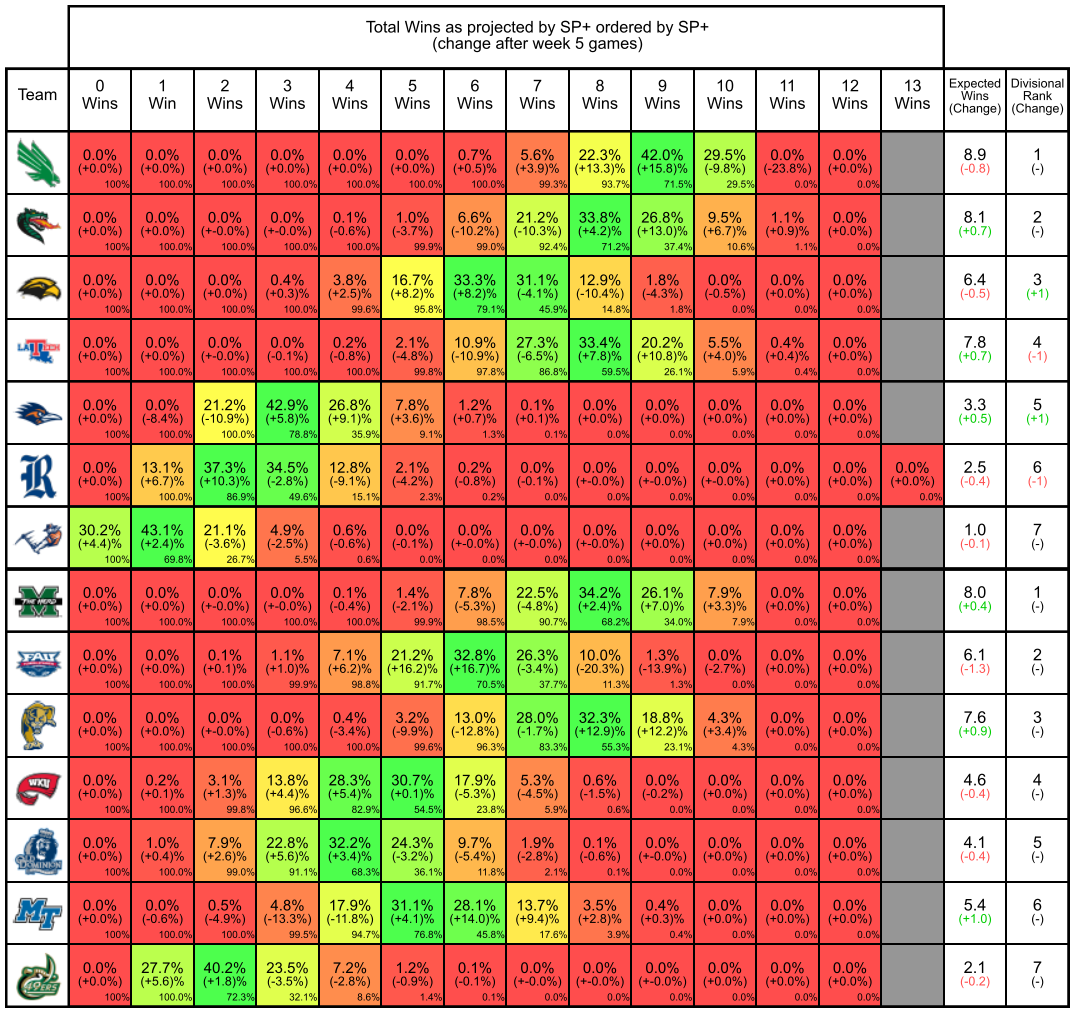 Total Wins as projected by SP+ ordered by SP+
(change after week 5 games)
Team 0 Wins 1 Win 2 Wins 3 Wins 4 Wins 5 Wins 6 Wins 7 Wins 8 Wins 9 Wins 10 Wins 11 Wins 12 Wins 13 Wins Expected Wins (Change) Divisional Rank (Change)
0.0% 0.0% 0.0% 0.0% 0.0% 0.0% 0.7% 5.6% 22.3% 42.0% 29.5% 0.0% 0.0% 8.9 1
(+0.0%) (+0.0)% (+0.0)% (+0.0)% (+0.0)% (+0.0)% (+0.5)% (+3.9)% (+13.3)% (+15.8)% (-9.8)% (-23.8)% (+0.0)% (-0.8) (-)
100% 100.0% 100.0% 100.0% 100.0% 100.0% 100.0% 99.3% 93.7% 71.5% 29.5% 0.0% 0.0%
0.0% 0.0% 0.0% 0.0% 0.1% 1.0% 6.6% 21.2% 33.8% 26.8% 9.5% 1.1% 0.0% 8.1 2
(+0.0%) (+0.0)% (+-0.0)% (+-0.0)% (-0.6)% (-3.7)% (-10.2)% (-10.3)% (+4.2)% (+13.0)% (+6.7)% (+0.9)% (+0.0)% (+0.7) (-)
100% 100.0% 100.0% 100.0% 100.0% 99.9% 99.0% 92.4% 71.2% 37.4% 10.6% 1.1% 0.0%
0.0% 0.0% 0.0% 0.4% 3.8% 16.7% 33.3% 31.1% 12.9% 1.8% 0.0% 0.0% 0.0% 6.4 3
(+0.0%) (+0.0)% (+0.0)% (+0.3)% (+2.5)% (+8.2)% (+8.2)% (-4.1)% (-10.4)% (-4.3)% (-0.5)% (+0.0)% (+0.0)% (-0.5) (+1)
100% 100.0% 100.0% 100.0% 99.6% 95.8% 79.1% 45.9% 14.8% 1.8% 0.0% 0.0% 0.0%
LA TECH
0.0% 0.0% 0.0% 0.0% 0.2% 2.1% 10.9% 27.3% 33.4% 20.2% 5.5% 0.4% 0.0% 7.8 4
(+0.0%) (+0.0)% (+-0.0)% (-0.1)% (-0.8)% (-4.8)% (-10.9)% (-6.5)% (+7.8)% (+10.8)% (+4.0)% (+0.4)% (+0.0)% (+0.7) (-1)
100% 100.0% 100.0% 100.0% 99.8% 99.8% 97.8% 86.8% 59.5% 26.1% 5.9% 0.4% 0.0%
0.0% 0.0% 21.2% 42.9% 26.8% 7.8% 1.2% 0.1% 0.0% 0.0% 0.0% 0.0% 0.0% 3.3 5
(+0.0%) (-8.4)% (-10.9)% (+5.8)% (+9.1)% (+3.6)% (+0.7)% (+0.1)% (+0.0)% (+0.0)% (+0.0)% (+0.0)% (+0.0)% (+0.5) (+1)
100% 100.0% 100.0% 78.8% 35.9% 9.1% 1.3% 0.1% 0.0% 0.0% 0.0% 0.0% 0.0%
R
0.0% 13.1% 37.3% 34.5% 12.8% 2.1% 0.2% 0.0% 0.0% 0.0% 0.0% 0.0% 0.0% 0.0% 2.5 6
(+0.0%) (+6.7)% (+10.3)% (-2.8)% (-9.1)% (-4.2)% (-0.8)% (-0.1)% (+-0.0)% (+-0.0)% (+-0.0)% (+0.0)% (+0.0)% (+0.0)% (-0.4) (-1)
100% 100.0% 86.9% 49.6% 15.1% 2.3% 0.2% 0.0% 0.0% 0.0% 0.0% 0.0% 0.0% 0.0%
30.2% 43.1% 21.1% 4.9% 0.6% 0.0% 0.0% 0.0% 0.0% 0.0% 0.0% 0.0% 0.0% 1.0 7
(+4.4)% (+2.4)% (-3.6)% (-2.5)% (-0.6)% (-0.1)% (+-0.0)% (+-0.0)% (+-0.0)% (+0.0)% (+0.0)% (+0.0)% (+0.0)% (-0.1) (-)
100% 69.8% 26.7% 5.5% 0.6% 0.0% 0.0% 0.0% 0.0% 0.0% 0.0% 0.0% 0.0%
M THE HERD
0.0% 0.0% 0.0% 0.0% 0.1% 1.4% 7.8% 22.5% 34.2% 26.1% 7.9% 0.0% 0.0% 8.0 1
(+0.0%) (+0.0)% (+-0.0)% (+-0.0)% (-0.4)% (-2.1)% (-5.3)% (-4.8)% (+2.4)% (+7.0)% (+3.3)% (+0.0)% (+0.0)% (+0.4) (-)
100% 100.0% 100.0% 100.0% 100.0% 99.9% 98.5% 90.7% 68.2% 34.0% 7.9% 0.0% 0.0%
FAU
0.0% 0.0% 0.1% 1.1% 7.1% 21.2% 32.8% 26.3% 10.0% 1.3% 0.0% 0.0% 0.0% 6.1 2
(+0.0%) (+0.0)% (+0.1)% (+1.0)% (+6.2)% (+16.2)% (+16.7)% (-3.4)% (-20.3)% (-13.9)% (-2.7)% (+0.0)% (+0.0)% (-1.3) (-)
100% 100.0% 100.0% 99.9% 98.8% 91.7% 70.5% 37.7% 11.3% 1.3% 0.0% 0.0% 0.0%
0.0% 0.0% 0.0% 0.0% 0.4% 3.2% 13.0% 28.0% 32.3% 18.8% 4.3% 0.0% 0.0% 7.6 3
(+0.0%) (+0.0)% (+-0.0)% (-0.6)% (-3.4)% (-9.9)% (-12.8)% (-1.7)% (+12.9)% (+12.2)% (+3.4)% (+0.0)% (+0.0)% (+0.9) (-)
100% 100.0% 100.0% 100.0% 100.0% 99.6% 96.3% 83.3% 55.3% 23.1% 4.3% 0.0% 0.0%
WKU
0.0% 0.2% 3.1% 13.8% 28.3% 30.7% 17.9% 5.3% 0.6% 0.0% 0.0% 0.0% 0.0% 4.6 4
(+0.0%) (+0.1)% (+1.3)% (+4.4)% (+5.4)% (+0.1)% (-5.3)% (-4.5)% (-1.5)% (-0.2)% (+0.0)% (+0.0)% (+0.0)% (-0.4) (-)
100% 100.0% 99.8% 96.6% 82.9% 54.5% 23.8% 5.9% 0.6% 0.0% 0.0% 0.0% 0.0%
DOMINION
0.0% 1.0% 7.9% 22.8% 32.2% 24.3% 9.7% 1.9% 0.1% 0.0% 0.0% 0.0% 0.0% 4.1 5
(+0.0%) (+0.4)% (+2.6)% (+5.6)% (+3.4)% (-3.2)% (-5.4)% (-2.8)% (-0.6)% (+-0.0)% (+0.0)% (+0.0)% (+0.0)% (-0.4) (-)
100% 100.0% 99.0% 91.1% 68.3% 36.1% 11.8% 2.1% 0.1% 0.0% 0.0% 0.0% 0.0%
MT
0.0% 0.0% 0.5% 4.8% 17.9% 31.1% 28.1% 13.7% 3.5% 0.4% 0.0% 0.0% 0.0% 5.4 6
(+0.0%) (-0.6)% (-4.9)% (-13.3)% (-11.8)% (+4.1)% (+14.0)% (+9.4)% (+2.8)% (+0.3)% (+0.0)% (+0.0)% (+0.0)% (+1.0) (-)
100% 100.0% 100.0% 99.5% 94.7% 76.8% 45.8% 17.6% 3.9% 0.4% 0.0% 0.0% 0.0%
49ERS
0.0% 27.7% 40.2% 23.5% 7.2% 1.2% 0.1% 0.0% 0.0% 0.0% 0.0% 0.0% 0.0% 2.1 7
(+0.0%) (+5.6)% (+1.8)% (-3.5)% (-2.8)% (-0.9)% (-0.1)% (+-0.0)% (+-0.0)% (+-0.0)% (+0.0)% (+0.0)% (+0.0)% (-0.2) (-)
100% 100.0% 72.3% 32.1% 8.6% 1.4% 0.1% 0.0% 0.0% 0.0% 0.0% 0.0% 0.0%